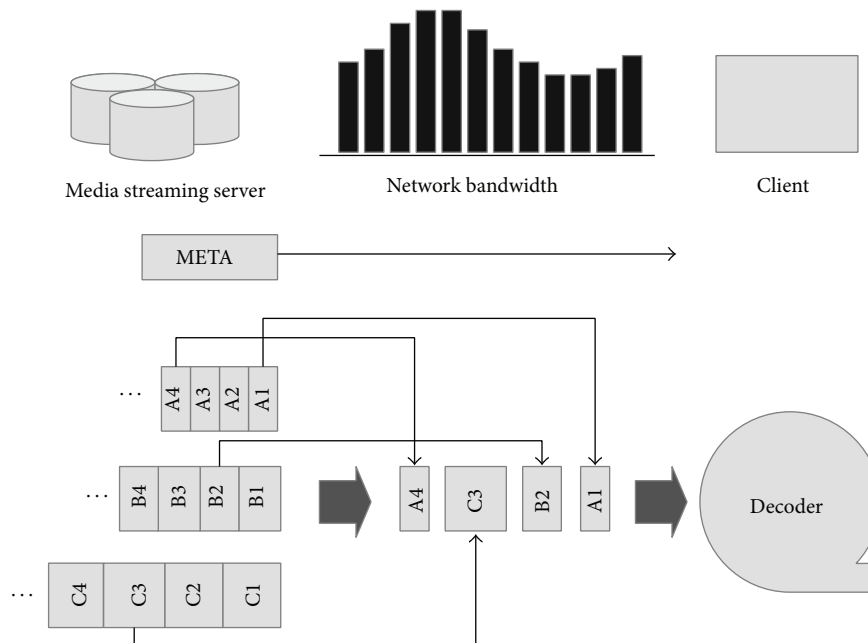 Media streaming server
Network bandwidth
Client
META
... A4 A3 A2 A1
... B4 B3 B2 B1
A4 C3 B2 A1
Decoder
... C4 C3 C2 C1